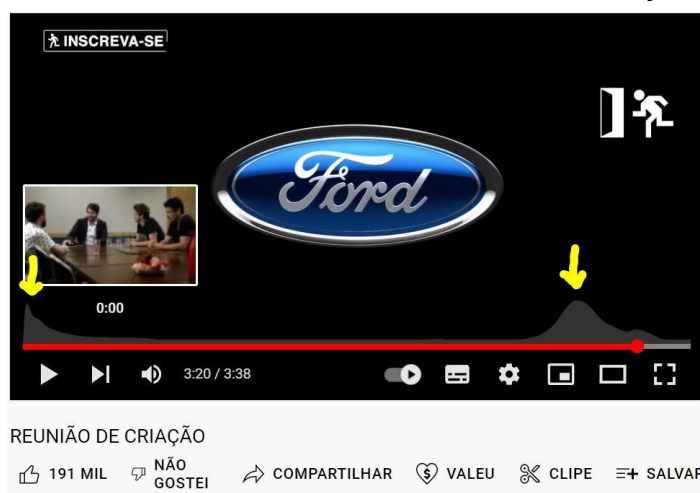 INSCREVA-SE
Ford
0:00
3:20 / 3:38
REUNIÃO DE CRIAÇÃO
191 MIL
NÃO
GOSTEI
COMPARTILHAR
VALEU
CLIPE
SALVAR